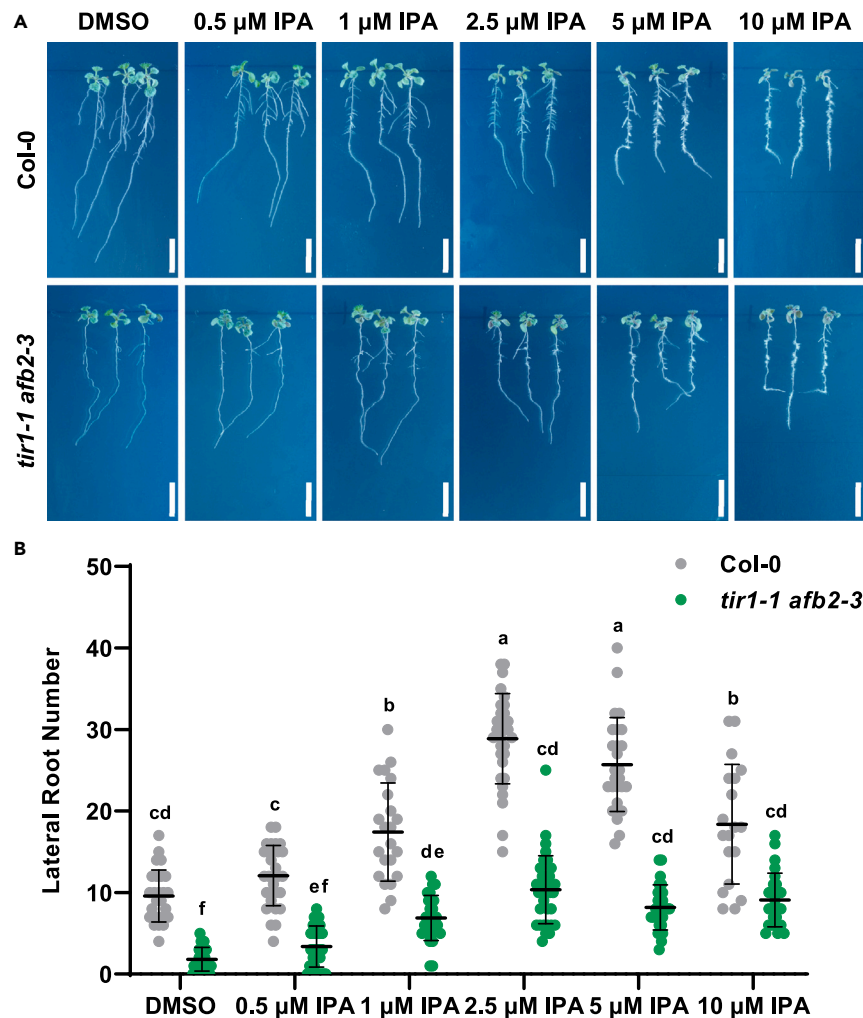 A
DMSO 0.5 µM IPA 1 µM IPA 2.5 µM IPA 5 µM IPA 10 µM IPA
Col-0
tir1-1 afb2-3
B
Col-0
tir1-1 afb2-3
Lateral Root Number
50
40
30
20
10
0
cd
f
c
ef
b
de
a
cd
a
cd
b
cd
DMSO 0.5 µM IPA 1 µM IPA 2.5 µM IPA 5 µM IPA 10 µM IPA